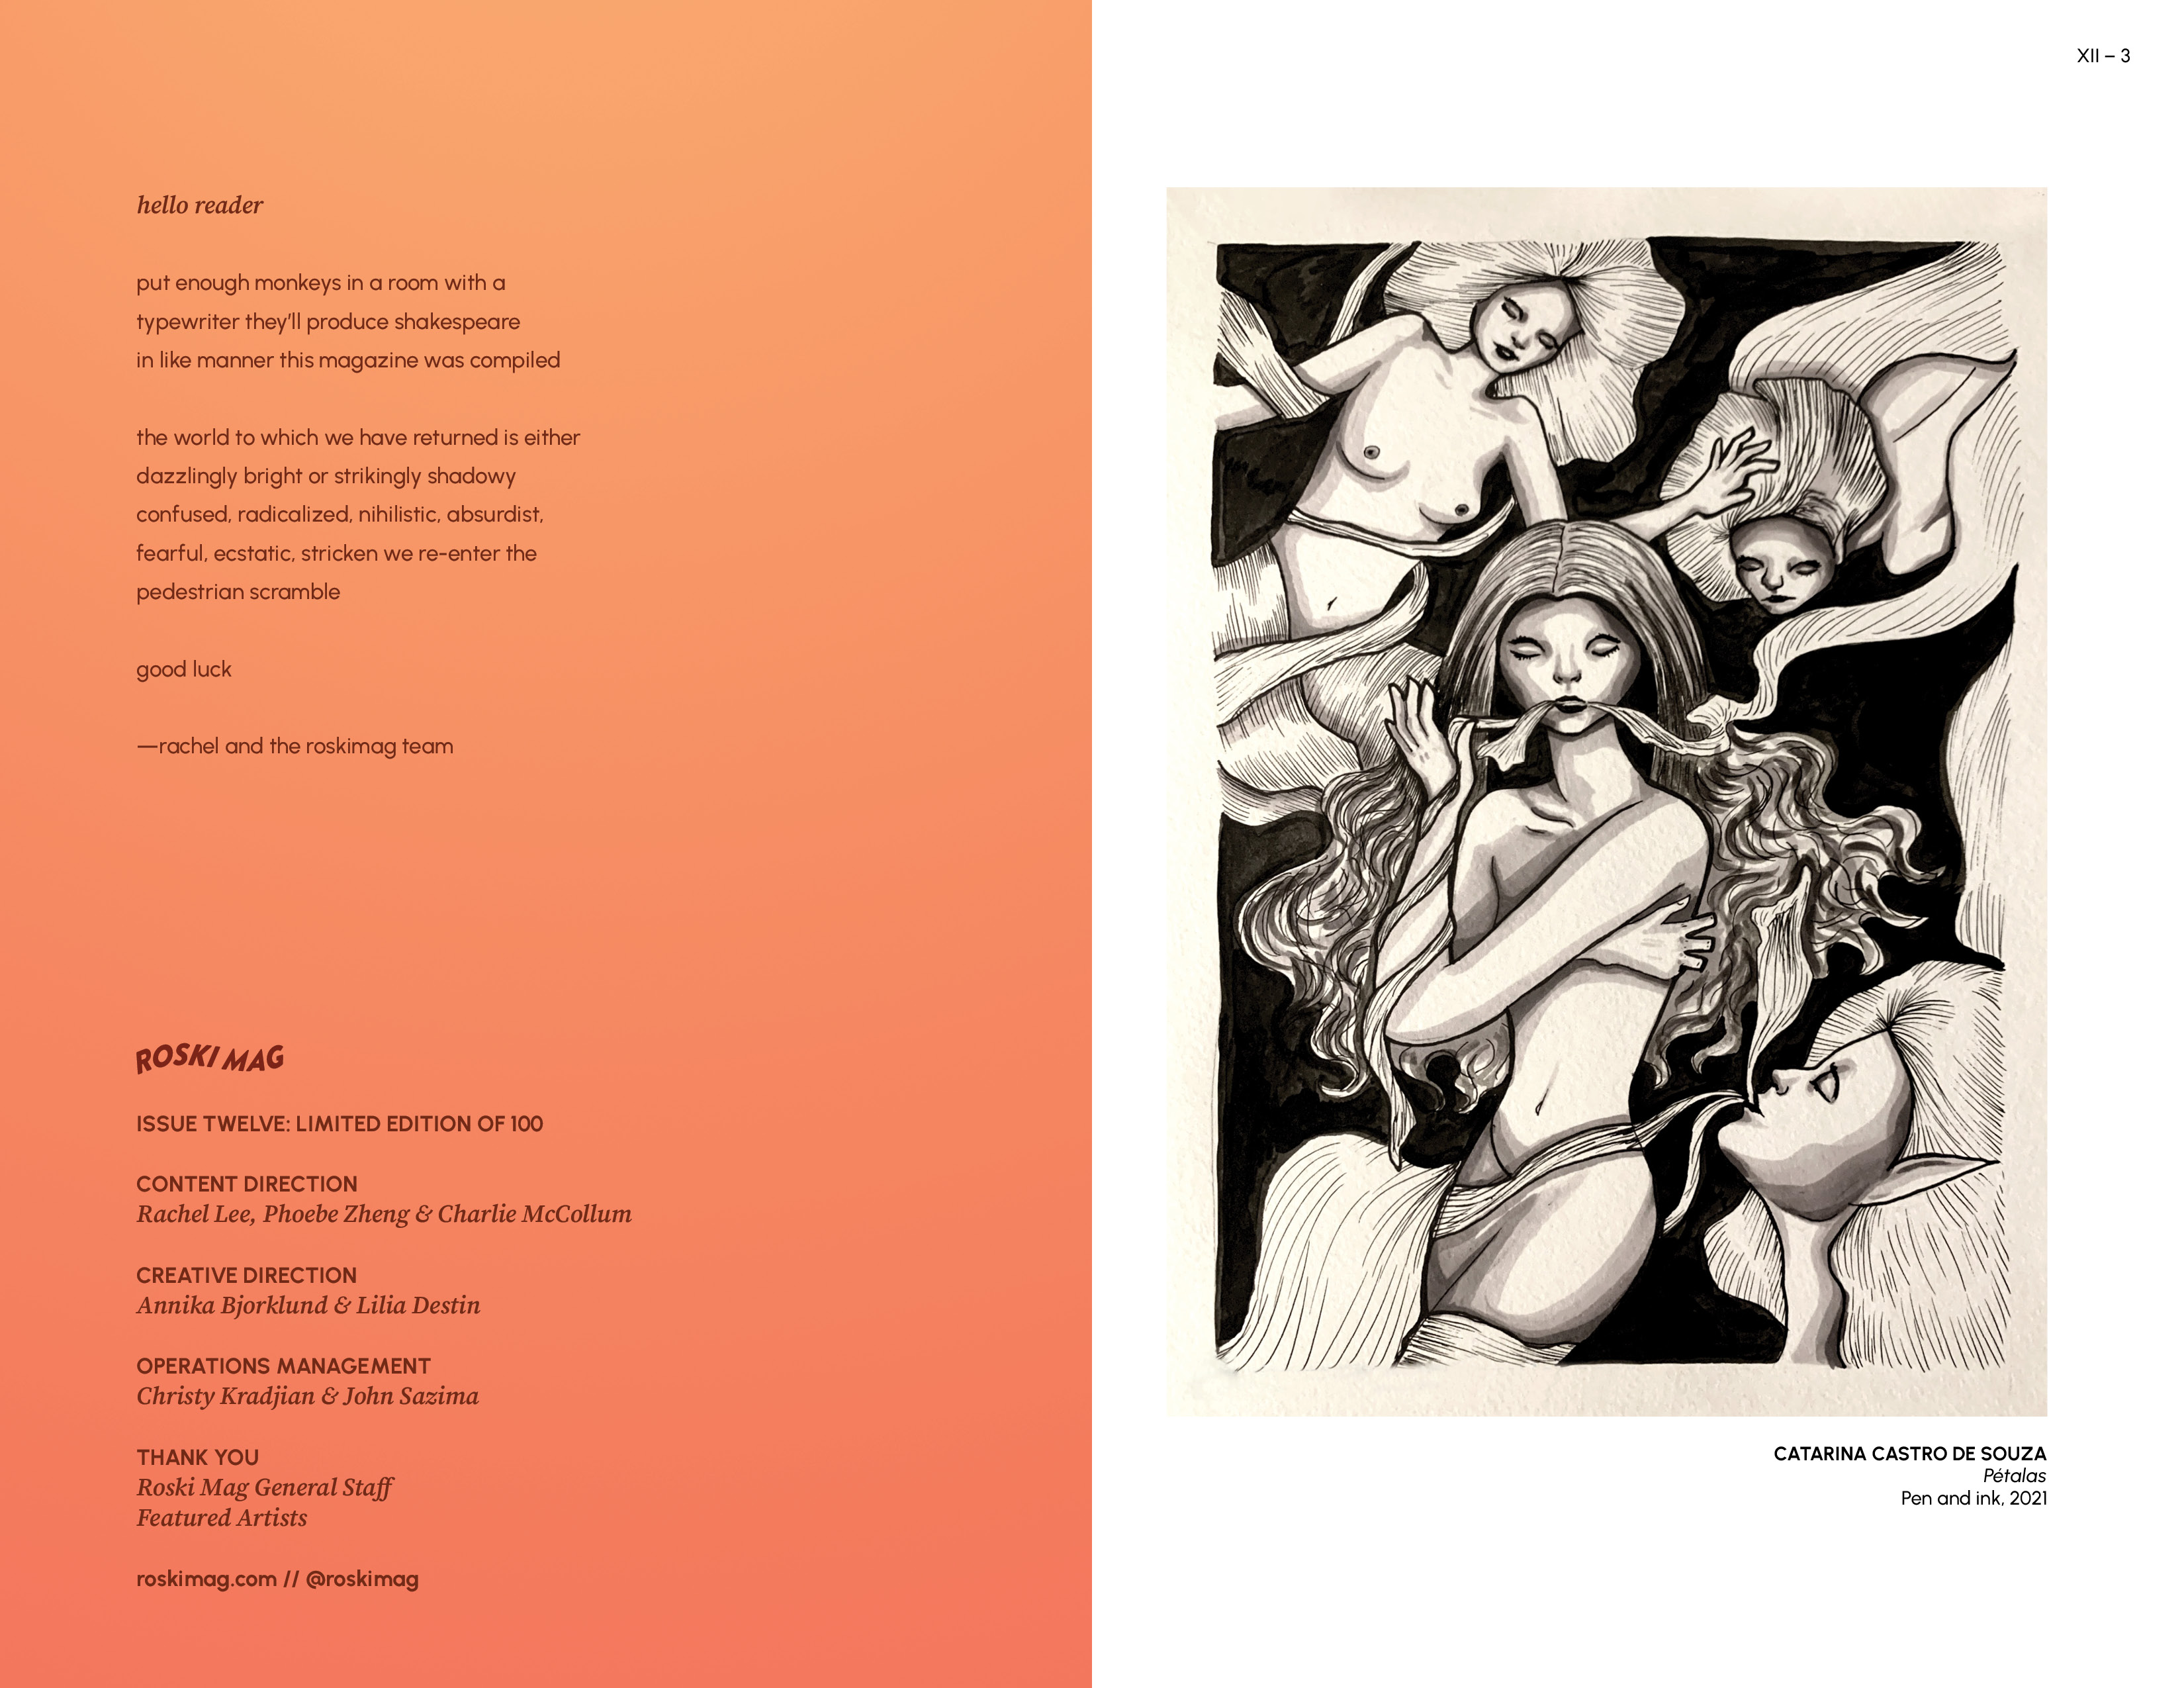 hello reader
put enough monkeys in a room with a
typewriter they'll produce shakespeare
in like manner this magazine was compiled
the world to which we have returned is either
dazzlingly bright or strikingly shadowy
confused, radicalized, nihilistic, absurdist,
fearful, ecstatic, stricken we re-enter the
pedestrian scramble
good luck
—rachel and the roskimag team
ROSKI MAG
ISSUE TWELVE: LIMITED EDITION OF 100
CONTENT DIRECTION
Rachel Lee, Phoebe Zheng & Charlie McCollum
CREATIVE DIRECTION
Annika Bjorklund & Lilia Destin
OPERATIONS MANAGEMENT
Christy Kradjian & John Sazima
THANK YOU
Roski Mag General Staff
Featured Artists
roskimag.com // @roskimag
XII – 3
CATARINA CASTRO DE SOUZA
Pétalas
Pen and ink, 2021